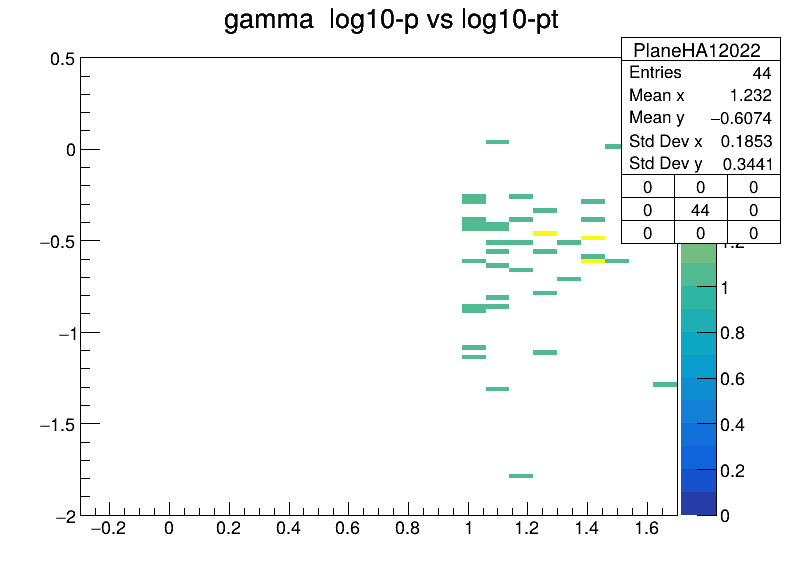 gamma  log10-p vs log10-pt
PlaneHA12022
Entries 44
Mean x 1.232
Mean y −0.6074
Std Dev x 0.1853
Std Dev y 0.3441
0 0 0
0 44 0
0 0 0
0.5
0
−0.5
−1
−1.5
−2
−0.2 0 0.2 0.4 0.6 0.8 1 1.2 1.4 1.6
1.2
1
0.8
0.6
0.4
0.2
0